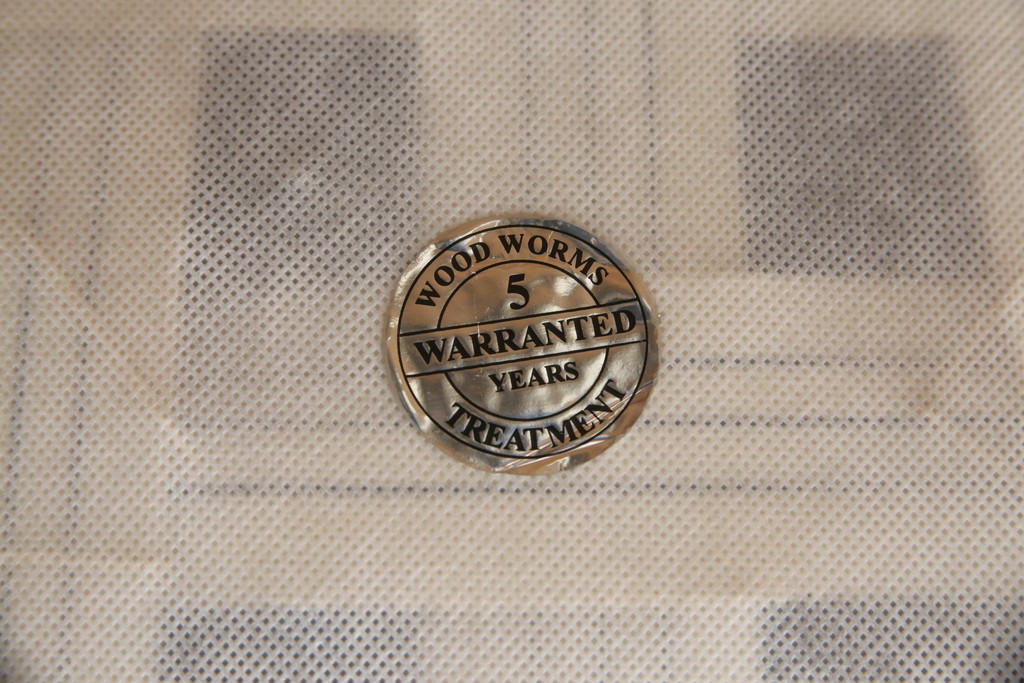 WOOD WORMS
5
WARRANTED
YEARS
TREATMENT